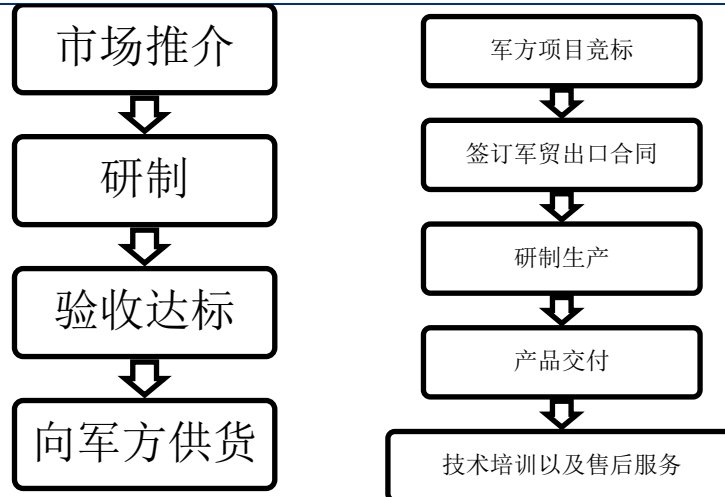 市场推介
研制
验收达标
向军方供货
军方项目竞标
签订军贸出口合同
研制生产
产品交付
技术培训以及售后服务